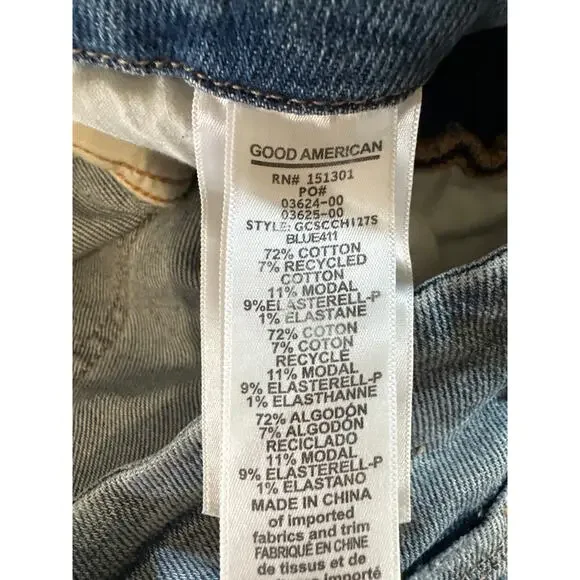 GOOD AMERICAN
RN# 151301
PO#
03624-00
03625-00
STYLE: GCSCCH127S
BLUE411
72% COTTON
7% RECYCLED
COTTON
11% MODAL
9%ELASTERELL-P
1% ELASTANE
72% COTON
7% COTON
RECYCLÉ
11% MODAL
9% ELASTERELL-P
1% ELASTHANNE
72% ALGODÓN
7% ALGODÓN
RECICLADO
11% MODAL
9% ELASTERELL-P
1% ELASTANO
MADE IN CHINA
of imported
fabrics and trim
FABRIQUÉ EN CHINE
de tissus et de
importé